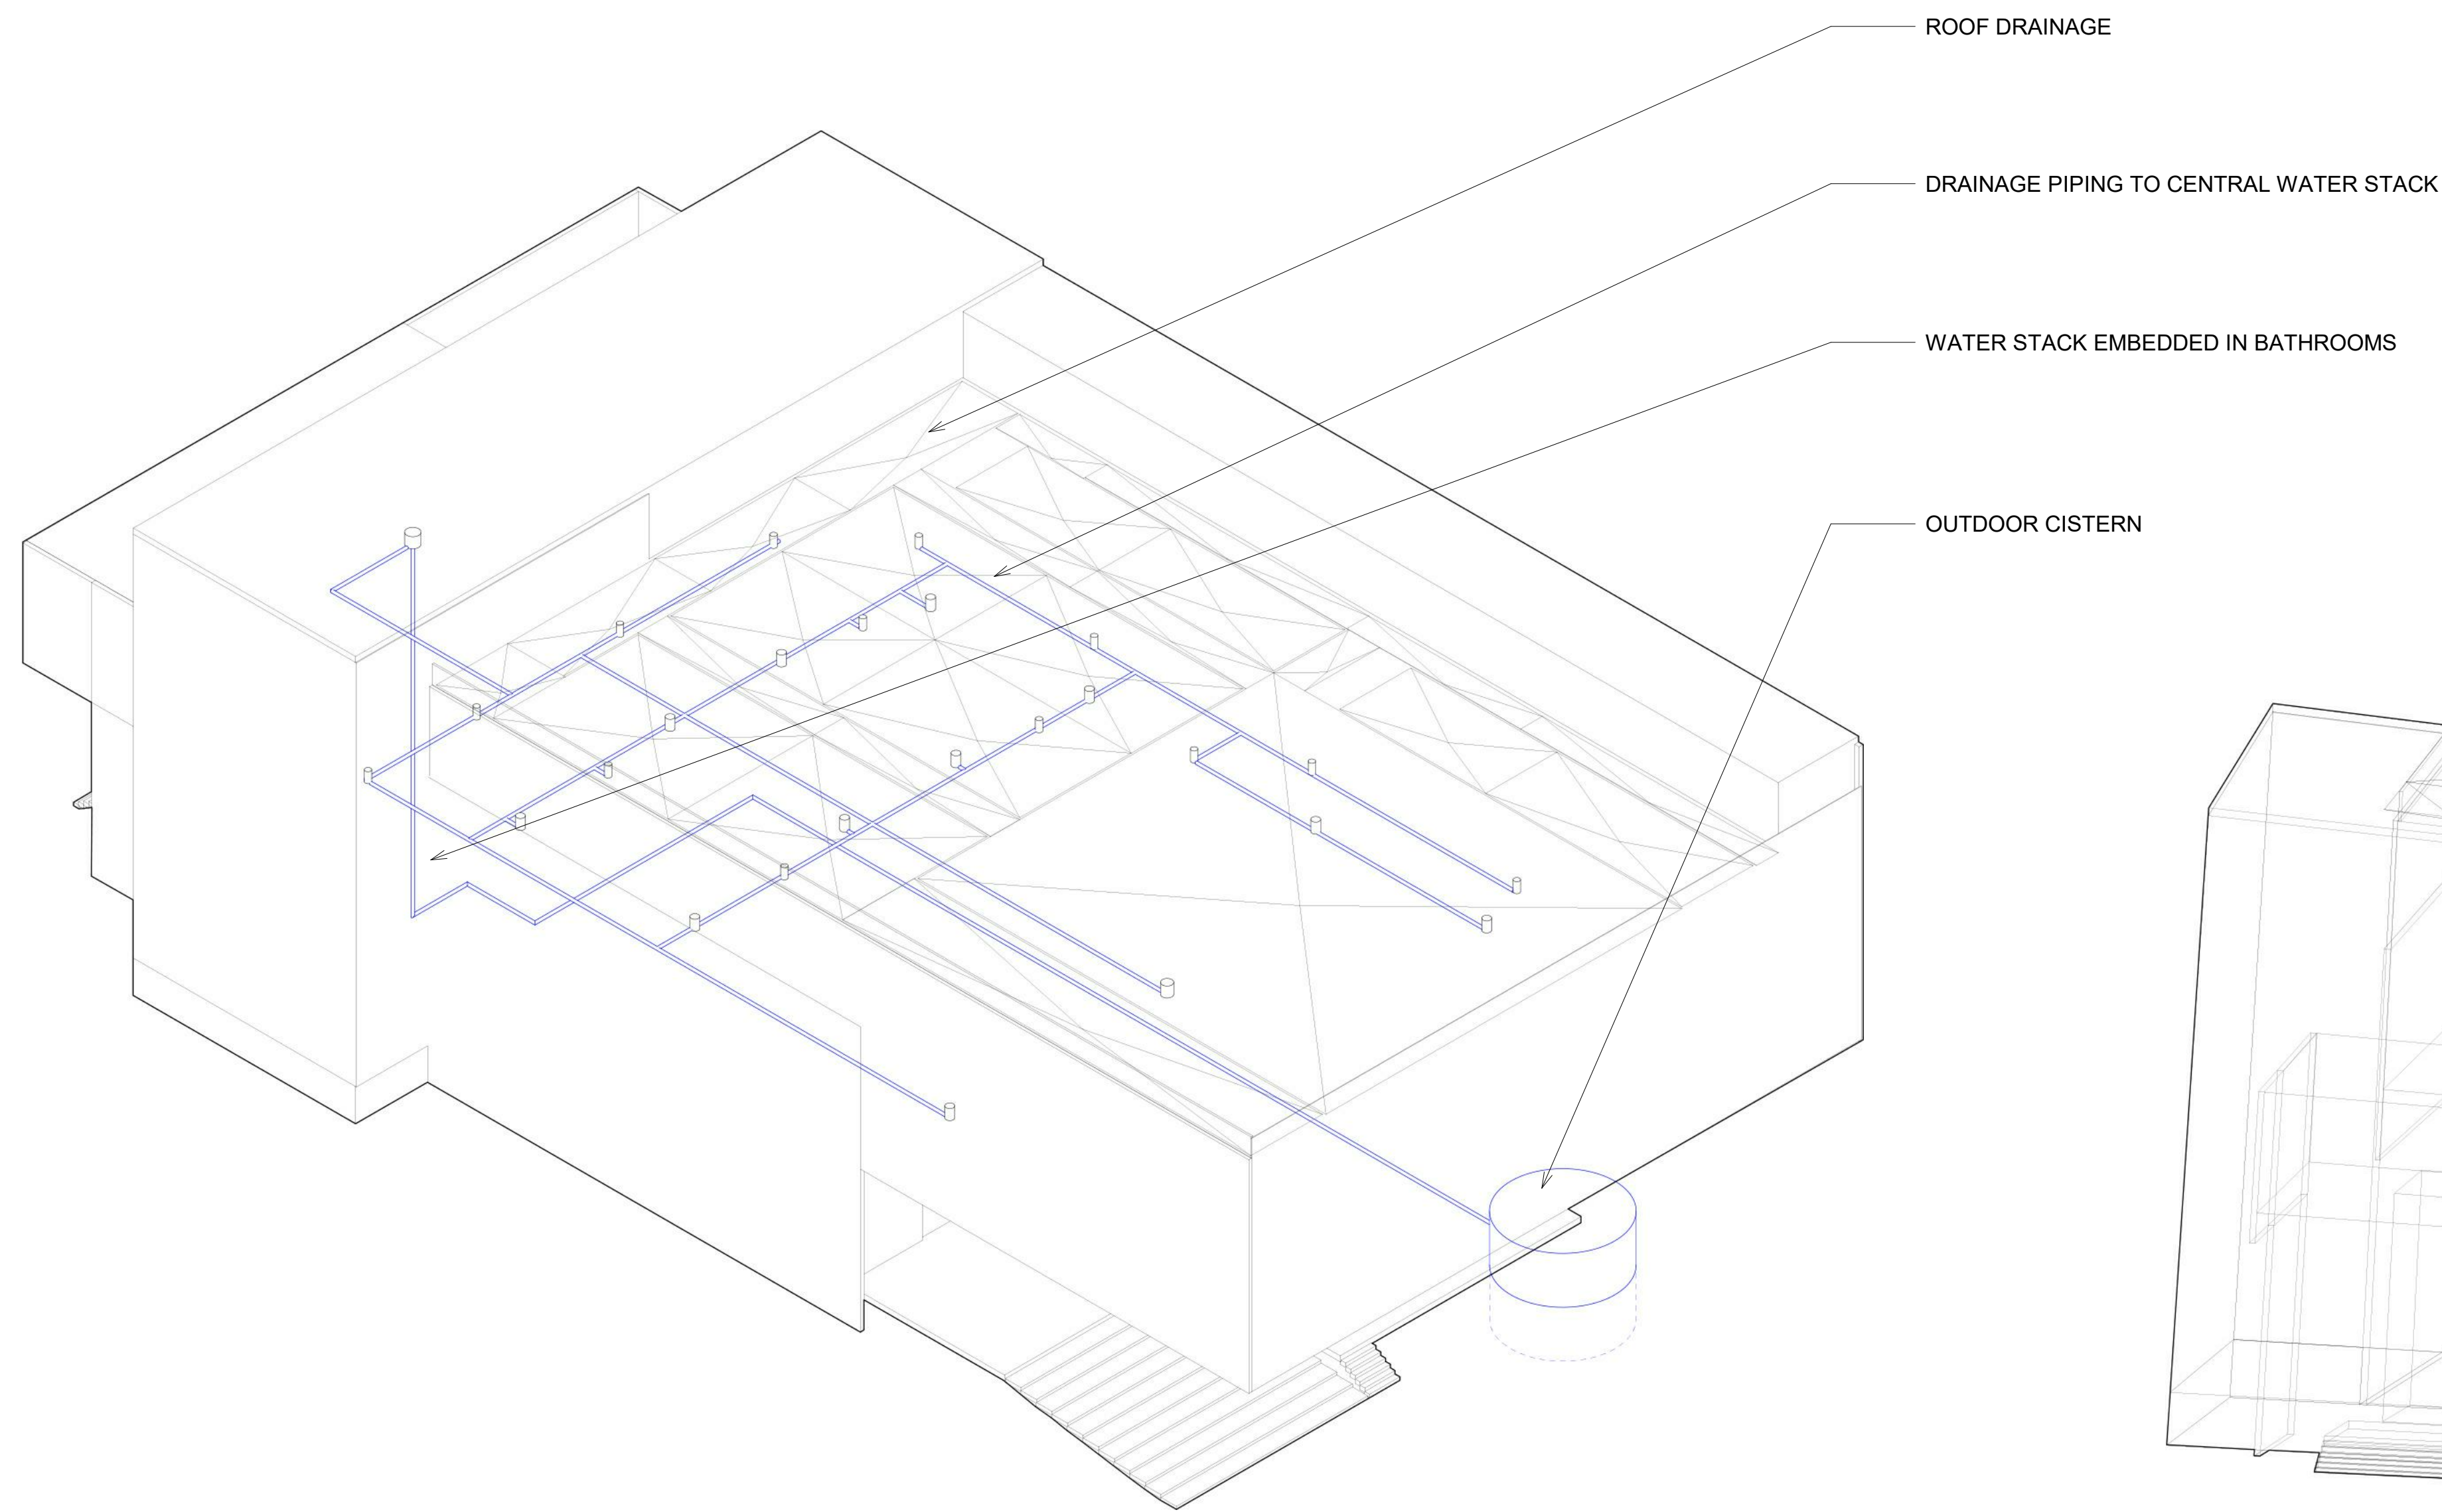 ROOF DRAINAGE
DRAINAGE PIPING TO CENTRAL WATER STACK
WATER STACK EMBEDDED IN BATHROOMS
OUTDOOR CISTERN